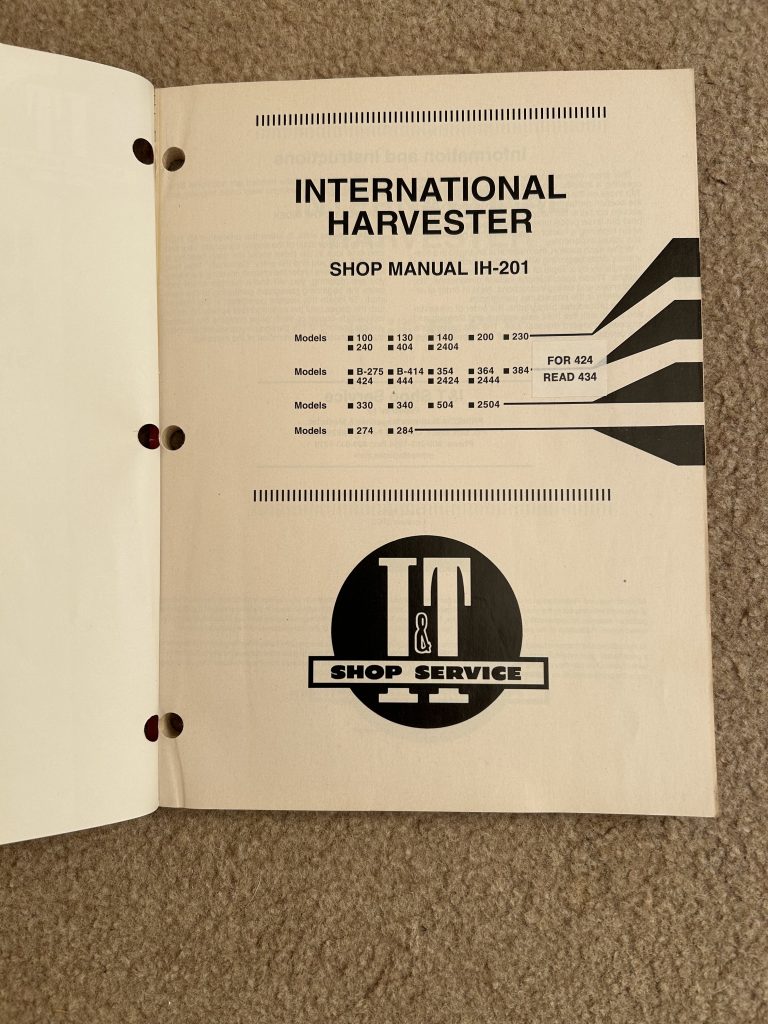 INTERNATIONAL
HARVESTER
SHOP MANUAL IH-201
Models ■ 100 ■ 130 ■ 140 ■ 200 ■ 230
■ 240 ■ 404 ■ 2404
Models ■ B-275 ■ B-414 ■ 354 ■ 364 ■ 384
■ 424 ■ 444 ■ 2424 ■ 2444
FOR 424
READ 434
Models ■ 330 ■ 340 ■ 504 ■ 2504
Models ■ 274 ■ 284
I&T
SHOP SERVICE